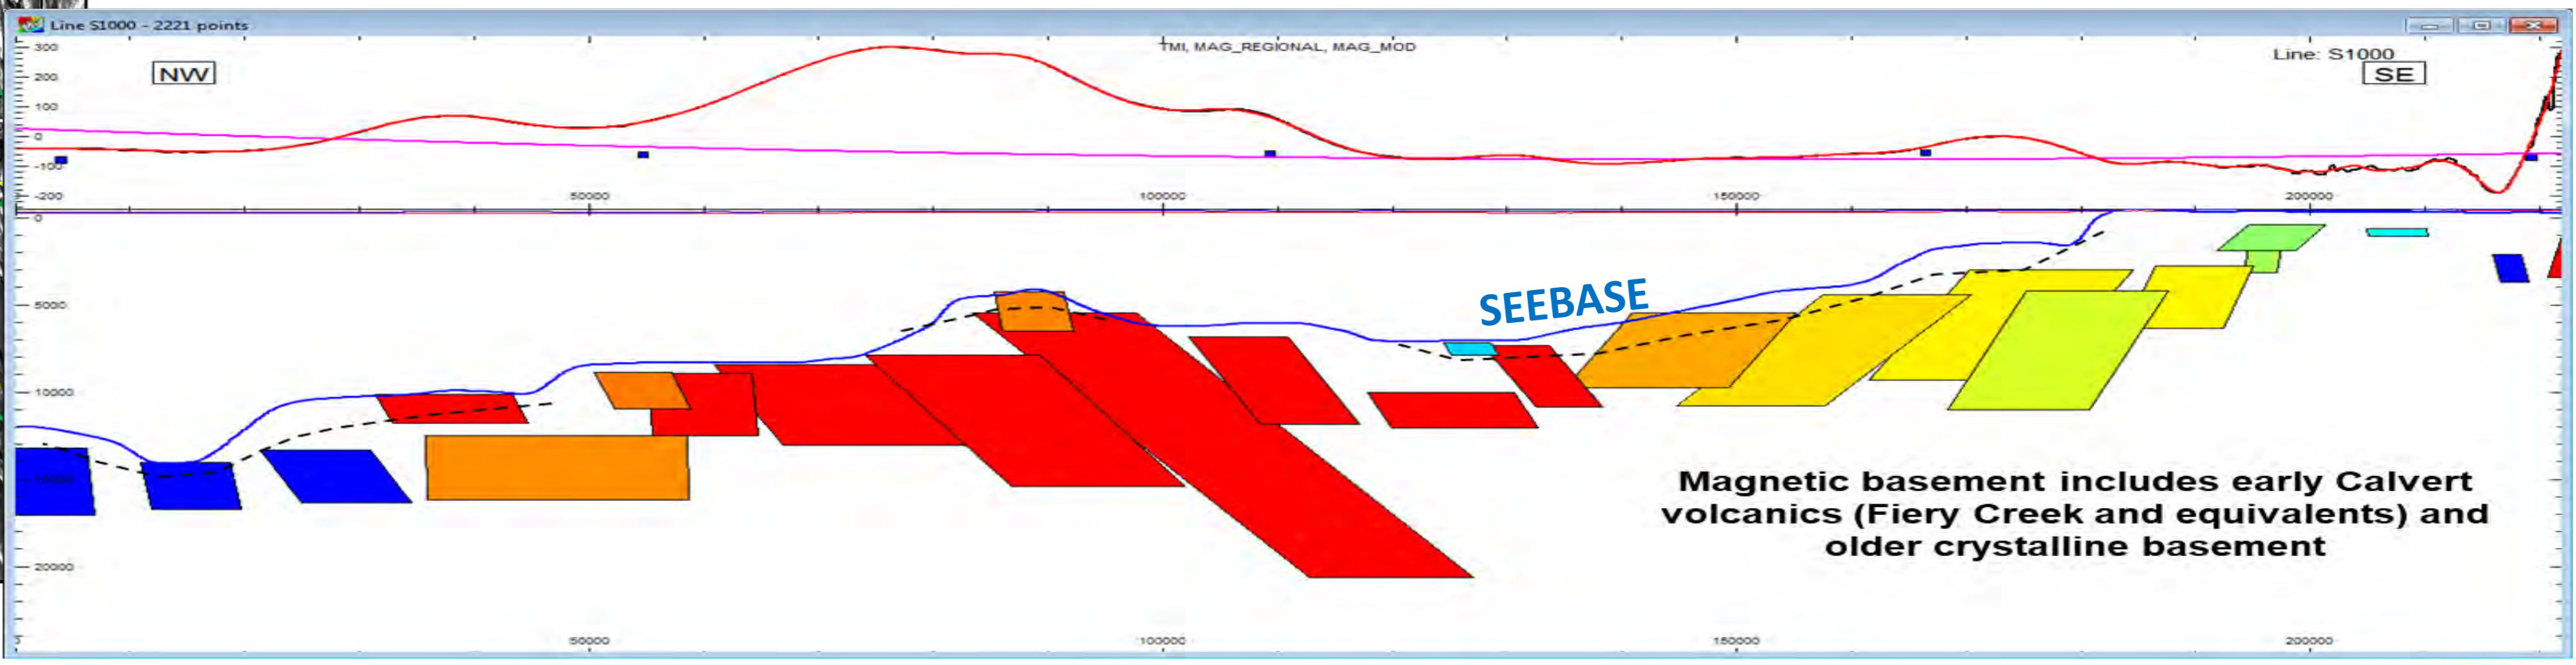 Line S1000 - 2221 points
TMI, MAG_REGIONAL, MAG_MOD
Line: S1000
NW
SE
300
200
100
0
-100
-200
50000
100000
150000
200000
0
5000
10000
15000
20000
SEEBASE
Magnetic basement includes early Calvert
volcanics (Fiery Creek and equivalents) and
older crystalline basement
0
50000
100000
150000
200000